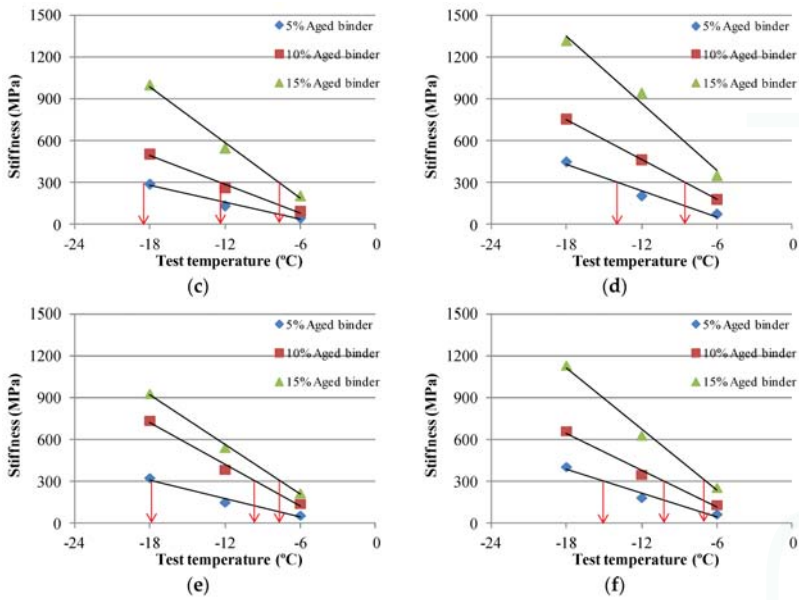 1500
1200
900
600
300
0
Stiffness (MPa)
5% Aged binder
10% Aged binder
15% Aged binder
-24 -18 -12 -6 0
Test temperature (ºC)
(c)
1500
1200
900
600
300
0
Stiffness (MPa)
5% Aged binder
10% Aged binder
15% Aged binder
-24 -18 -12 -6 0
Test temperature (ºC)
(d)
1500
1200
900
600
300
0
Stiffness (MPa)
5% Aged binder
10% Aged binder
15% Aged binder
-24 -18 -12 -6 0
Test temperature (ºC)
(e)
1500
1200
900
600
300
0
Stiffness (MPa)
5% Aged binder
10% Aged binder
15% Aged binder
-24 -18 -12 -6 0
Test temperature (ºC)
(f)